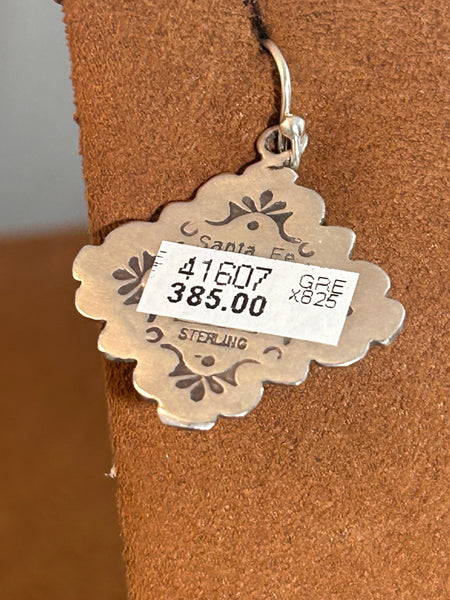 Santa Fe
41607 GRE
385.00 x825
STERLING